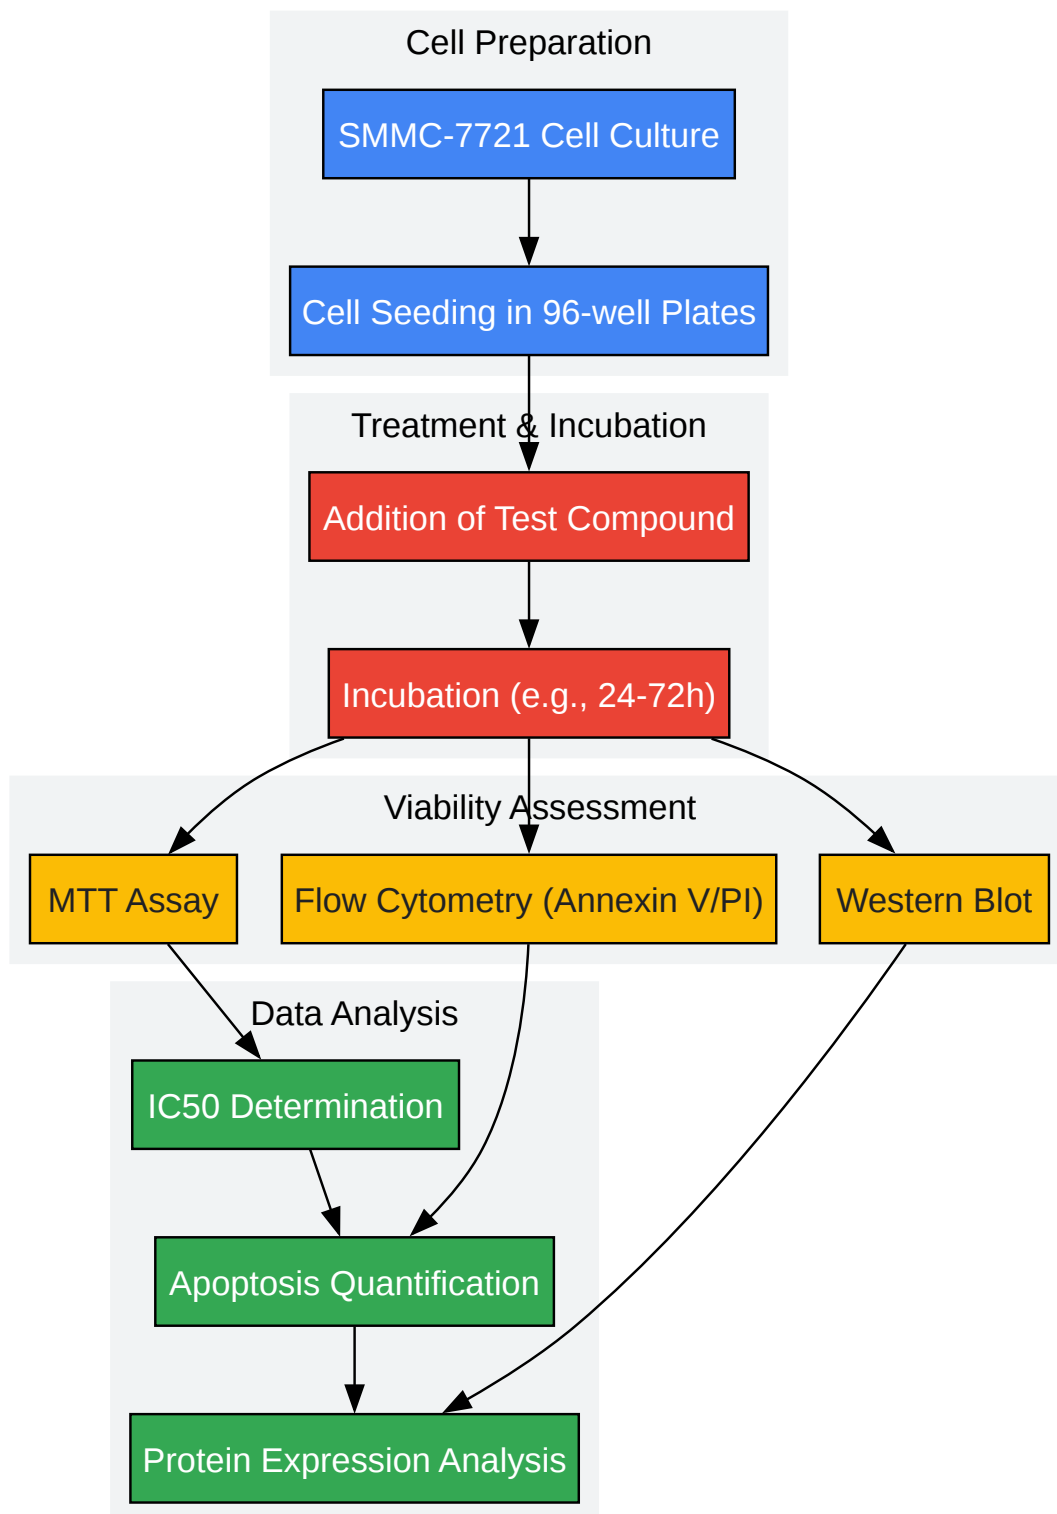 Cell Preparation
SMMC-7721 Cell Culture
Cell Seeding in 96-well Plates
Treatment & Incubation
Addition of Test Compound
Incubation (e.g., 24-72h)
Viability Assessment
MTT Assay
Flow Cytometry (Annexin V/PI)
Western Blot
Data Analysis
IC50 Determination
Apoptosis Quantification
Protein Expression Analysis